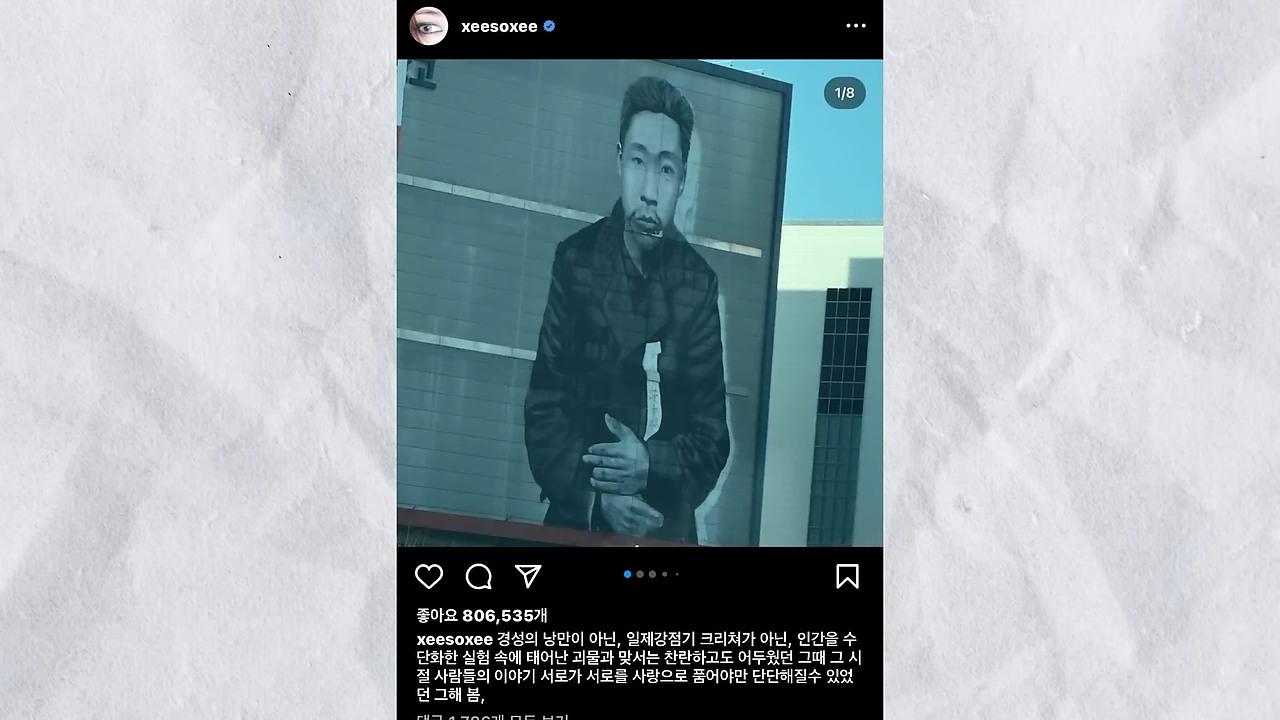 xeesoxee
1/8
좋아요 806,535개
xeesoxee 경성의 낭만이 아닌, 일제강점기 크리쳐가 아닌, 인간을 수
단화한 실험 속에 태어난 괴물과 맞서는 찬란하고도 어두웠던 그때 그 시
절 사람들의 이야기 서로가 서로를 사랑으로 품어야만 단단해질수 있었
던 그해 봄,